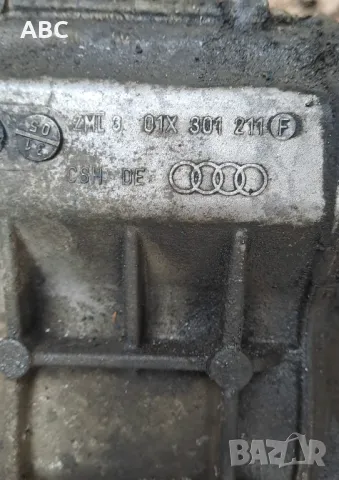 ABC
ZML 3 01X 301 211 F
CSH DE
BAZAR